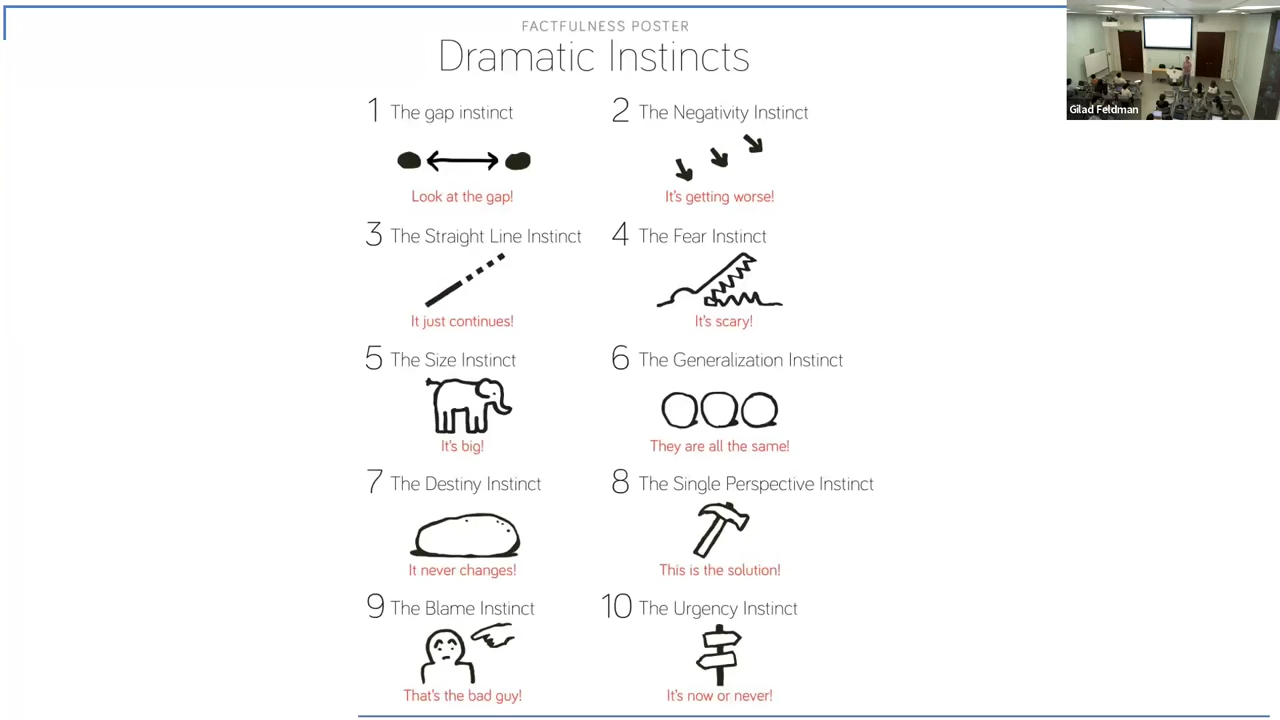 FACTFULNESS POSTER
Dramatic Instincts
Gilad Feldman
1 The gap instinct
Look at the gap!
2 The Negativity Instinct
It's getting worse!
3 The Straight Line Instinct
It just continues!
4 The Fear Instinct
It's scary!
5 The Size Instinct
It's big!
6 The Generalization Instinct
They are all the same!
7 The Destiny Instinct
It never changes!
8 The Single Perspective Instinct
This is the solution!
9 The Blame Instinct
That's the bad guy!
10 The Urgency Instinct
It's now or never!